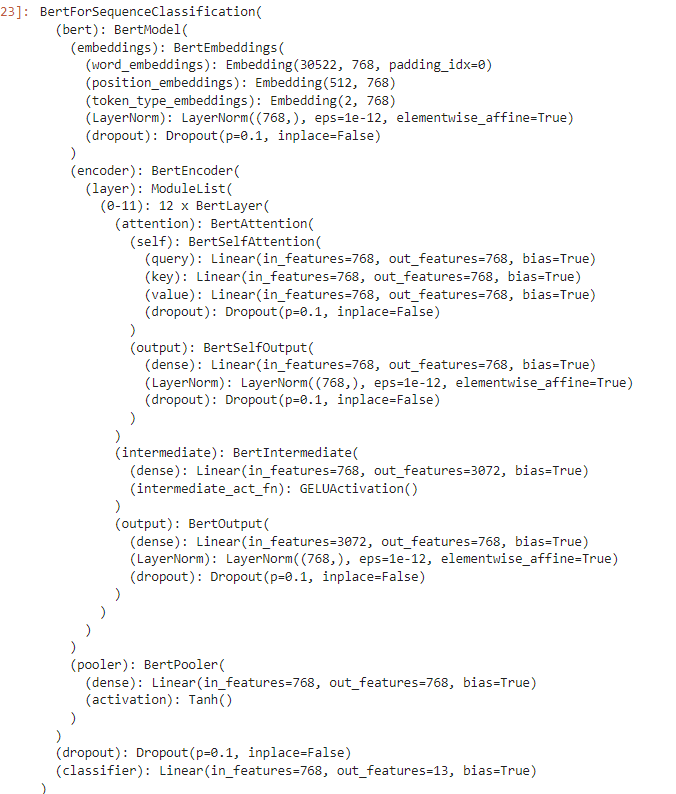 23]: BertForSequenceClassification(
(bert): BertModel(
(embeddings): BertEmbeddings(
(word_embeddings): Embedding(30522, 768, padding_idx=0)
(position_embeddings): Embedding(512, 768)
(token_type_embeddings): Embedding(2, 768)
(LayerNorm): LayerNorm((768,), eps=1e-12, elementwise_affine=True)
(dropout): Dropout(p=0.1, inplace=False)
)
(encoder): BertEncoder(
(layer): ModuleList(
(0-11): 12 x BertLayer(
(attention): BertAttention(
(self): BertSelfAttention(
(query): Linear(in_features=768, out_features=768, bias=True)
(key): Linear(in_features=768, out_features=768, bias=True)
(value): Linear(in_features=768, out_features=768, bias=True)
(dropout): Dropout(p=0.1, inplace=False)
)
(output): BertSelfOutput(
(dense): Linear(in_features=768, out_features=768, bias=True)
(LayerNorm): LayerNorm((768,), eps=1e-12, elementwise_affine=True)
(dropout): Dropout(p=0.1, inplace=False)
)
)
(intermediate): BertIntermediate(
(dense): Linear(in_features=768, out_features=3072, bias=True)
(intermediate_act_fn): GELUActivation()
)
(output): BertOutput(
(dense): Linear(in_features=3072, out_features=768, bias=True)
(LayerNorm): LayerNorm((768,), eps=1e-12, elementwise_affine=True)
(dropout): Dropout(p=0.1, inplace=False)
)
)
)
)
(pooler): BertPooler(
(dense): Linear(in_features=768, out_features=768, bias=True)
(activation): Tanh()
)
)
(dropout): Dropout(p=0.1, inplace=False)
(classifier): Linear(in_features=768, out_features=13, bias=True)
)